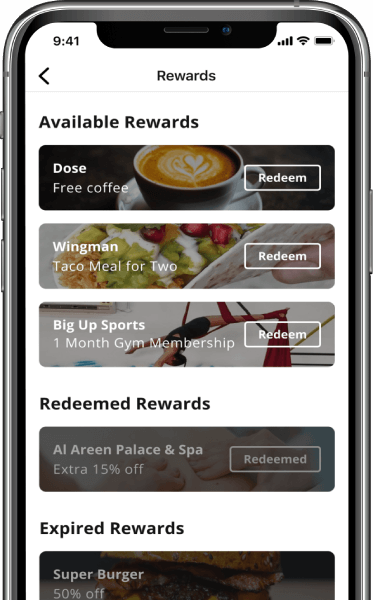 9:41
Rewards
Available Rewards
Dose
Free coffee
Redeem
Wingman
Taco Meal for Two
Redeem
Big Up Sports
1 Month Gym Membership
Redeem
Redeemed Rewards
Al Areen Palace & Spa
Extra 15% off
Redeemed
Expired Rewards
Super Burger
50% off